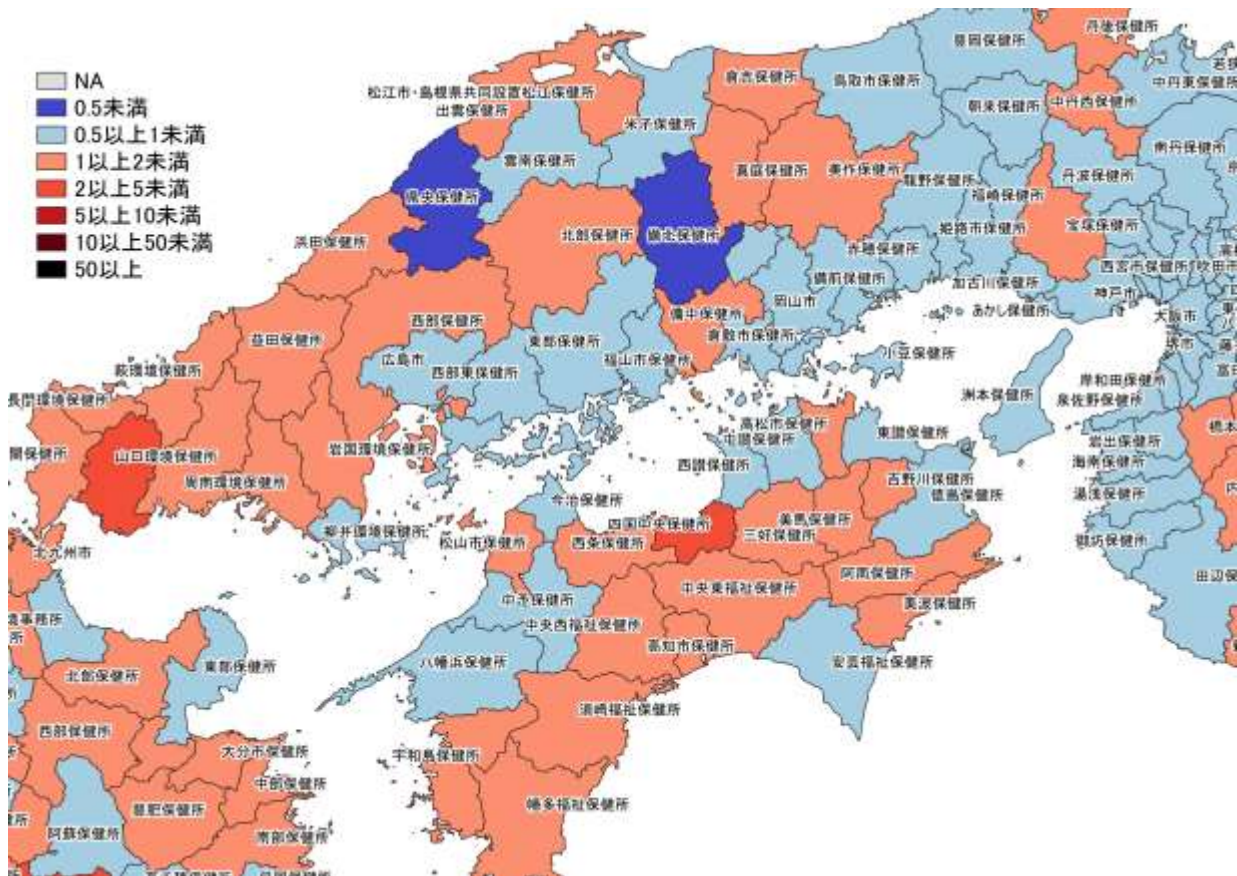 NA
0.5未満
0.5以上1未満
1以上2未満
2以上5未満
5以上10未満
10以上50未満
50以上
丹後保健所
豊岡保健所
倉吉保健所
鳥取市保健所
中丹東保健所
松江市・島根県共同設置松江保健所
出雲保健所
朝来保健所
中丹西保健所
米子保健所
雲南保健所
南丹保健所
真庭保健所
美作保健所
龍野保健所
丹波保健所
福崎保健所
県央保健所
宝塚保健所
姫路市保健所
浜田保健所
北部保健所
備北保健所
赤穂保健所
西宮市保健所
吹田市
備前保健所
加古川保健所
神戸市
岡山市
あかし保健所
大阪市
備中保健所
西部保健所
倉敷市保健所
東部保健所
益田保健所
堺市
広島市
福山市保健所
小豆保健所
萩環境保健所
西部東保健所
岸和田保健所
洲本保健所
泉佐野保健所
長門環境保健所
高松市保健所
中讃保健所
東讃保健所
岩出保健所
山口環境保健所
岩国環境保健所
西讃保健所
海南保健所
周南環境保健所
吉野川保健所
徳島保健所
湯浅保健所
今治保健所
四国中央保健所
美馬保健所
柳井環境保健所
松山市保健所
西条保健所
三好保健所
御坊保健所
北九州市
阿南保健所
田辺保
中央東福祉保健所
中予保健所
美波保健所
中央西福祉保健所
高知市保健所
八幡浜保健所
安芸福祉保健所
東部保健所
北部保健所
須崎福祉保健所
西部保健所
大分市保健所
宇和島保健所
中部保健所
豊肥保健所
幡多福祉保健所
阿蘇保健所
南部保健所